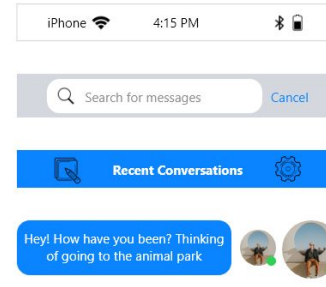 iPhone 4:15 PM
Search for messages Cancel
Recent Conversations
Hey! How have you been? Thinking
of going to the animal park